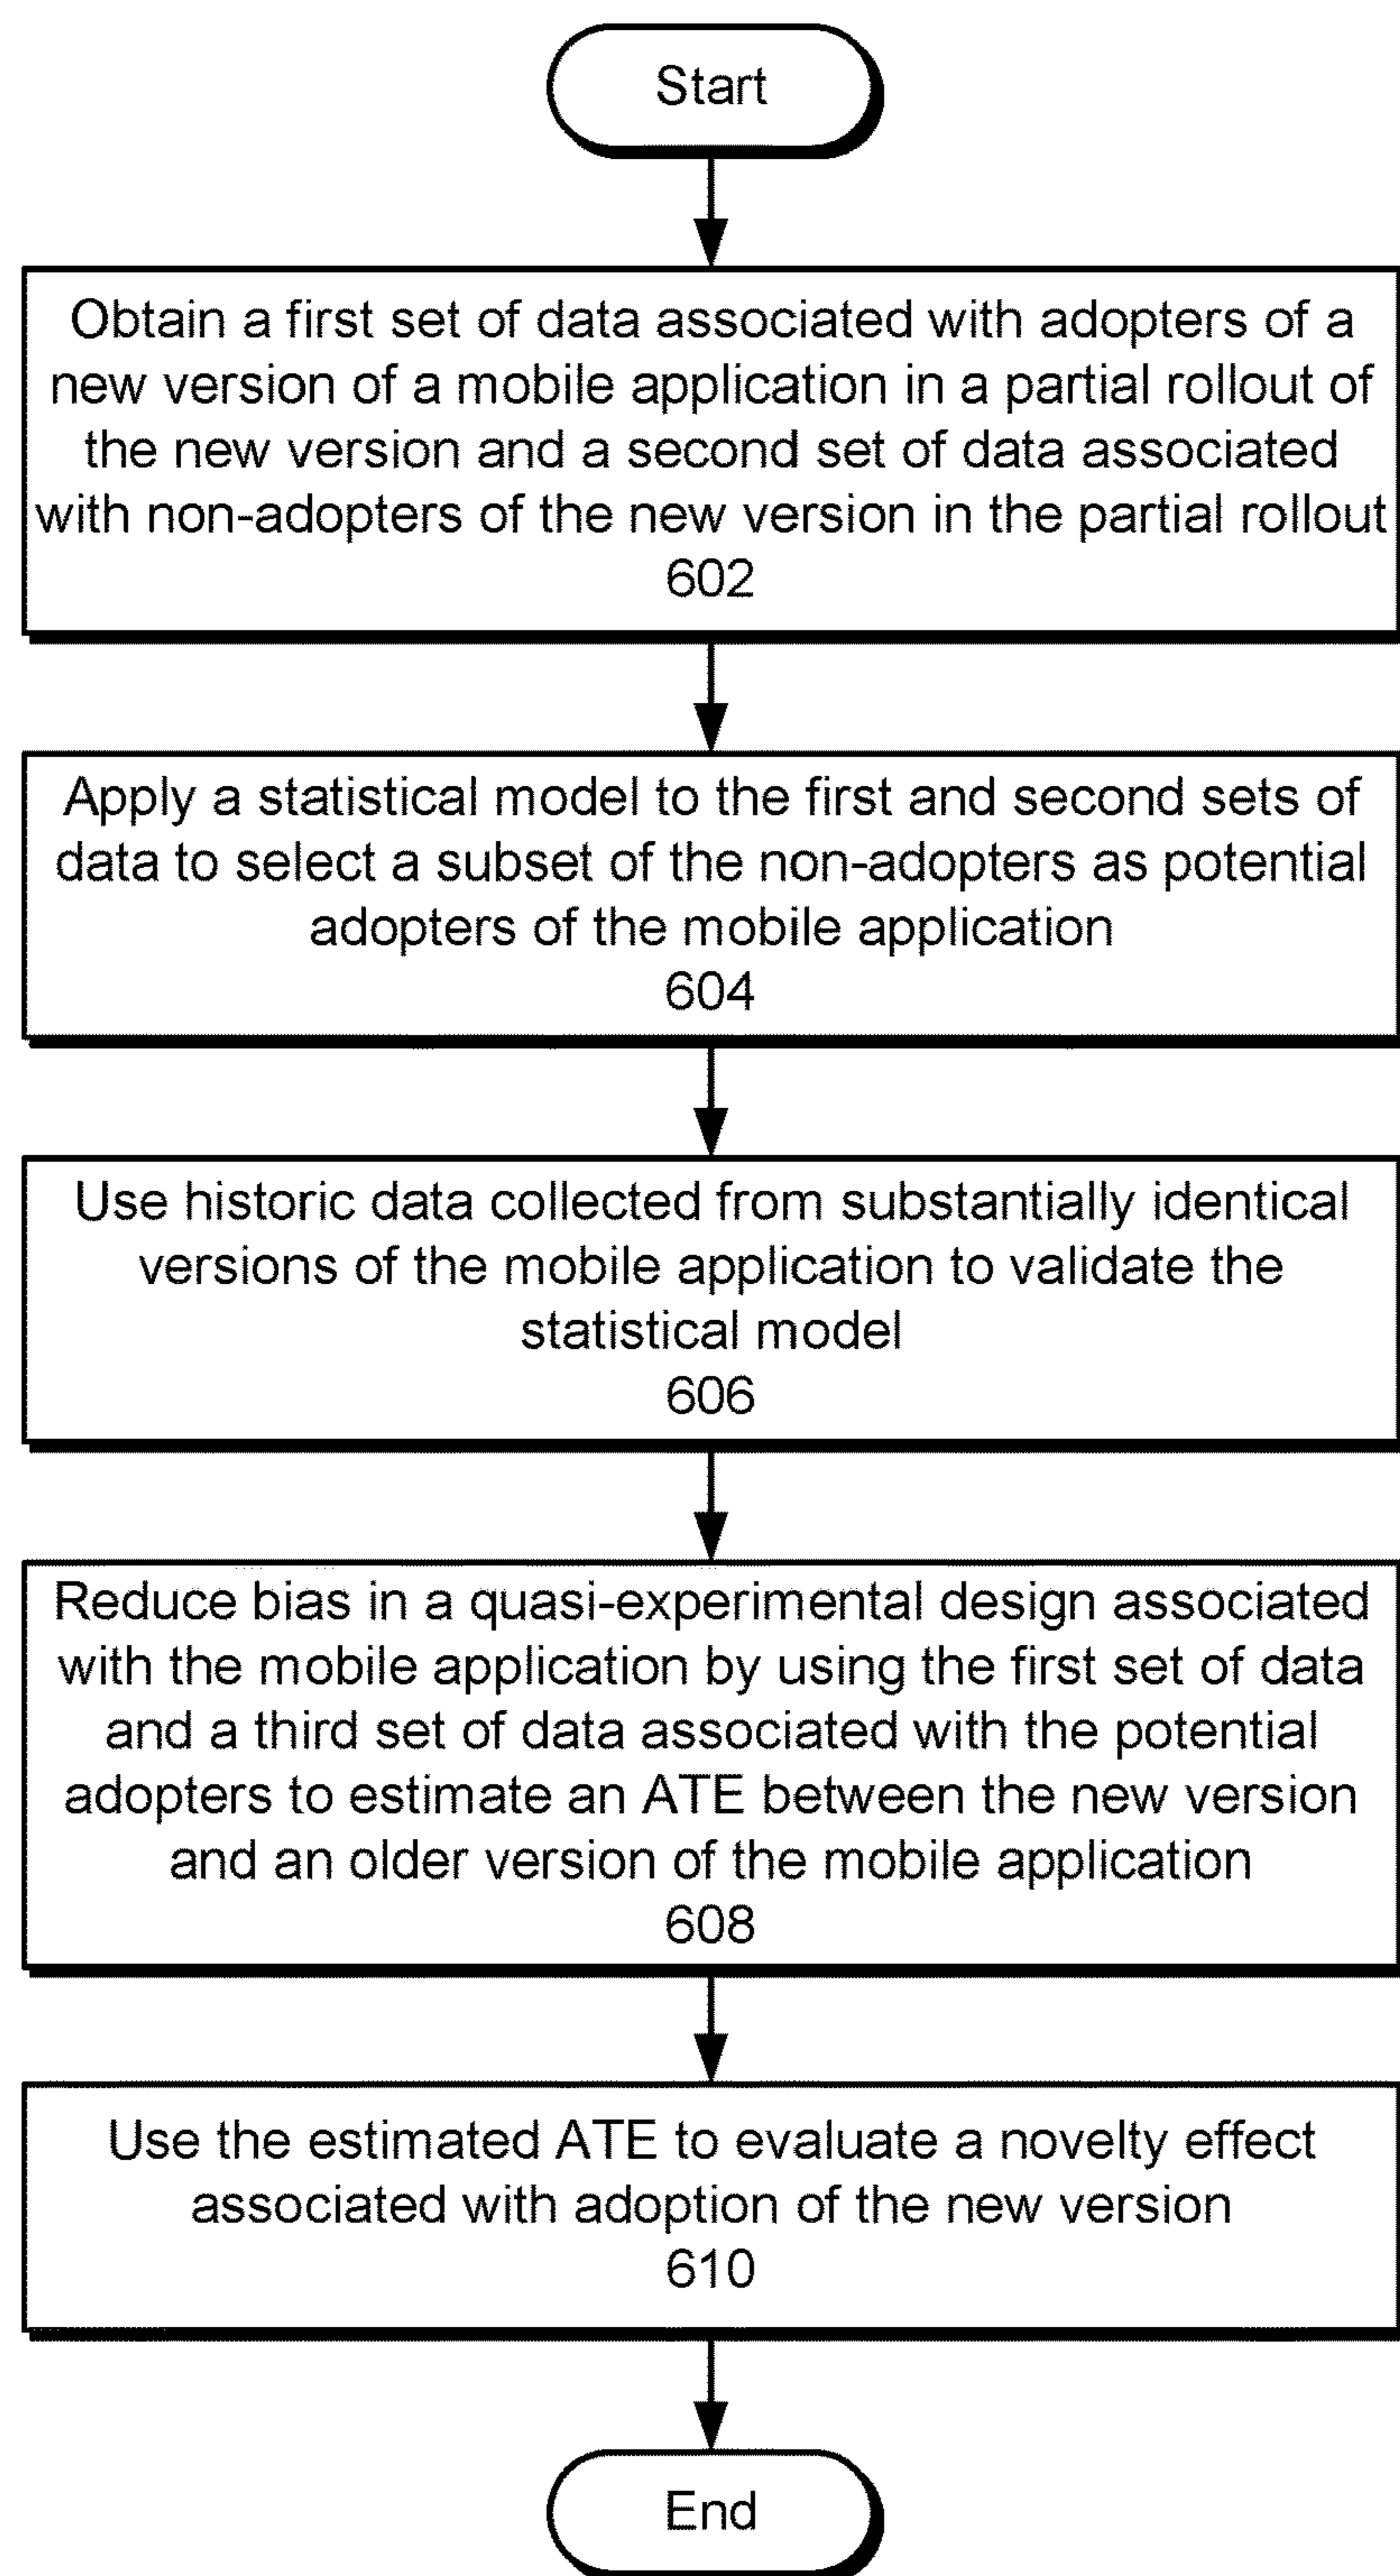 Start
Obtain a first set of data associated with adopters of a
new version of a mobile application in a partial rollout of
the new version and a second set of data associated
with non-adopters of the new version in the partial rollout
602
Apply a statistical model to the first and second sets of
data to select a subset of the non-adopters as potential
adopters of the mobile application
604
Use historic data collected from substantially identical
versions of the mobile application to validate the
statistical model
606
Reduce bias in a quasi-experimental design associated
with the mobile application by using the first set of data
and a third set of data associated with the potential
adopters to estimate an ATE between the new version
and an older version of the mobile application
608
Use the estimated ATE to evaluate a novelty effect
associated with adoption of the new version
610
End